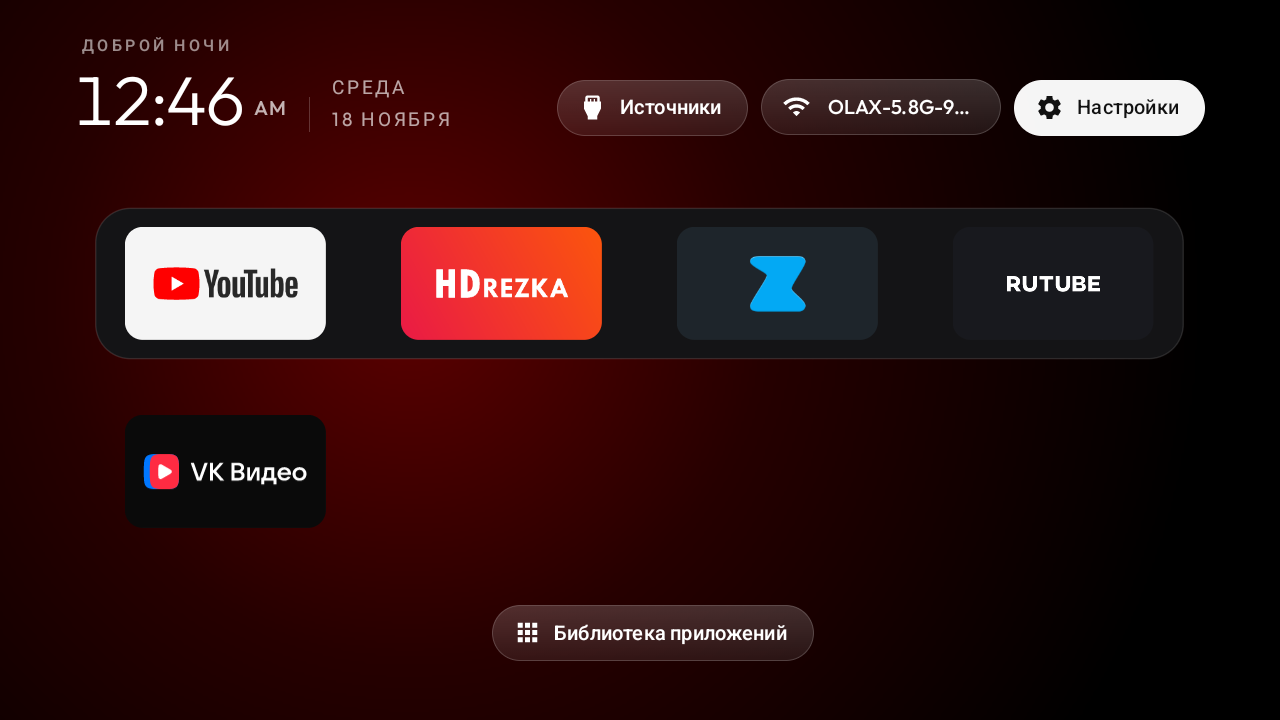 ДОБРОЙ НОЧИ
12:46 AM
СРЕДА
18 НОЯБРЯ
Источники
OLAX-5.8G-9...
Настройки
YouTube
HDREZKA
RUTUBE
VK Видео
Библиотека приложений